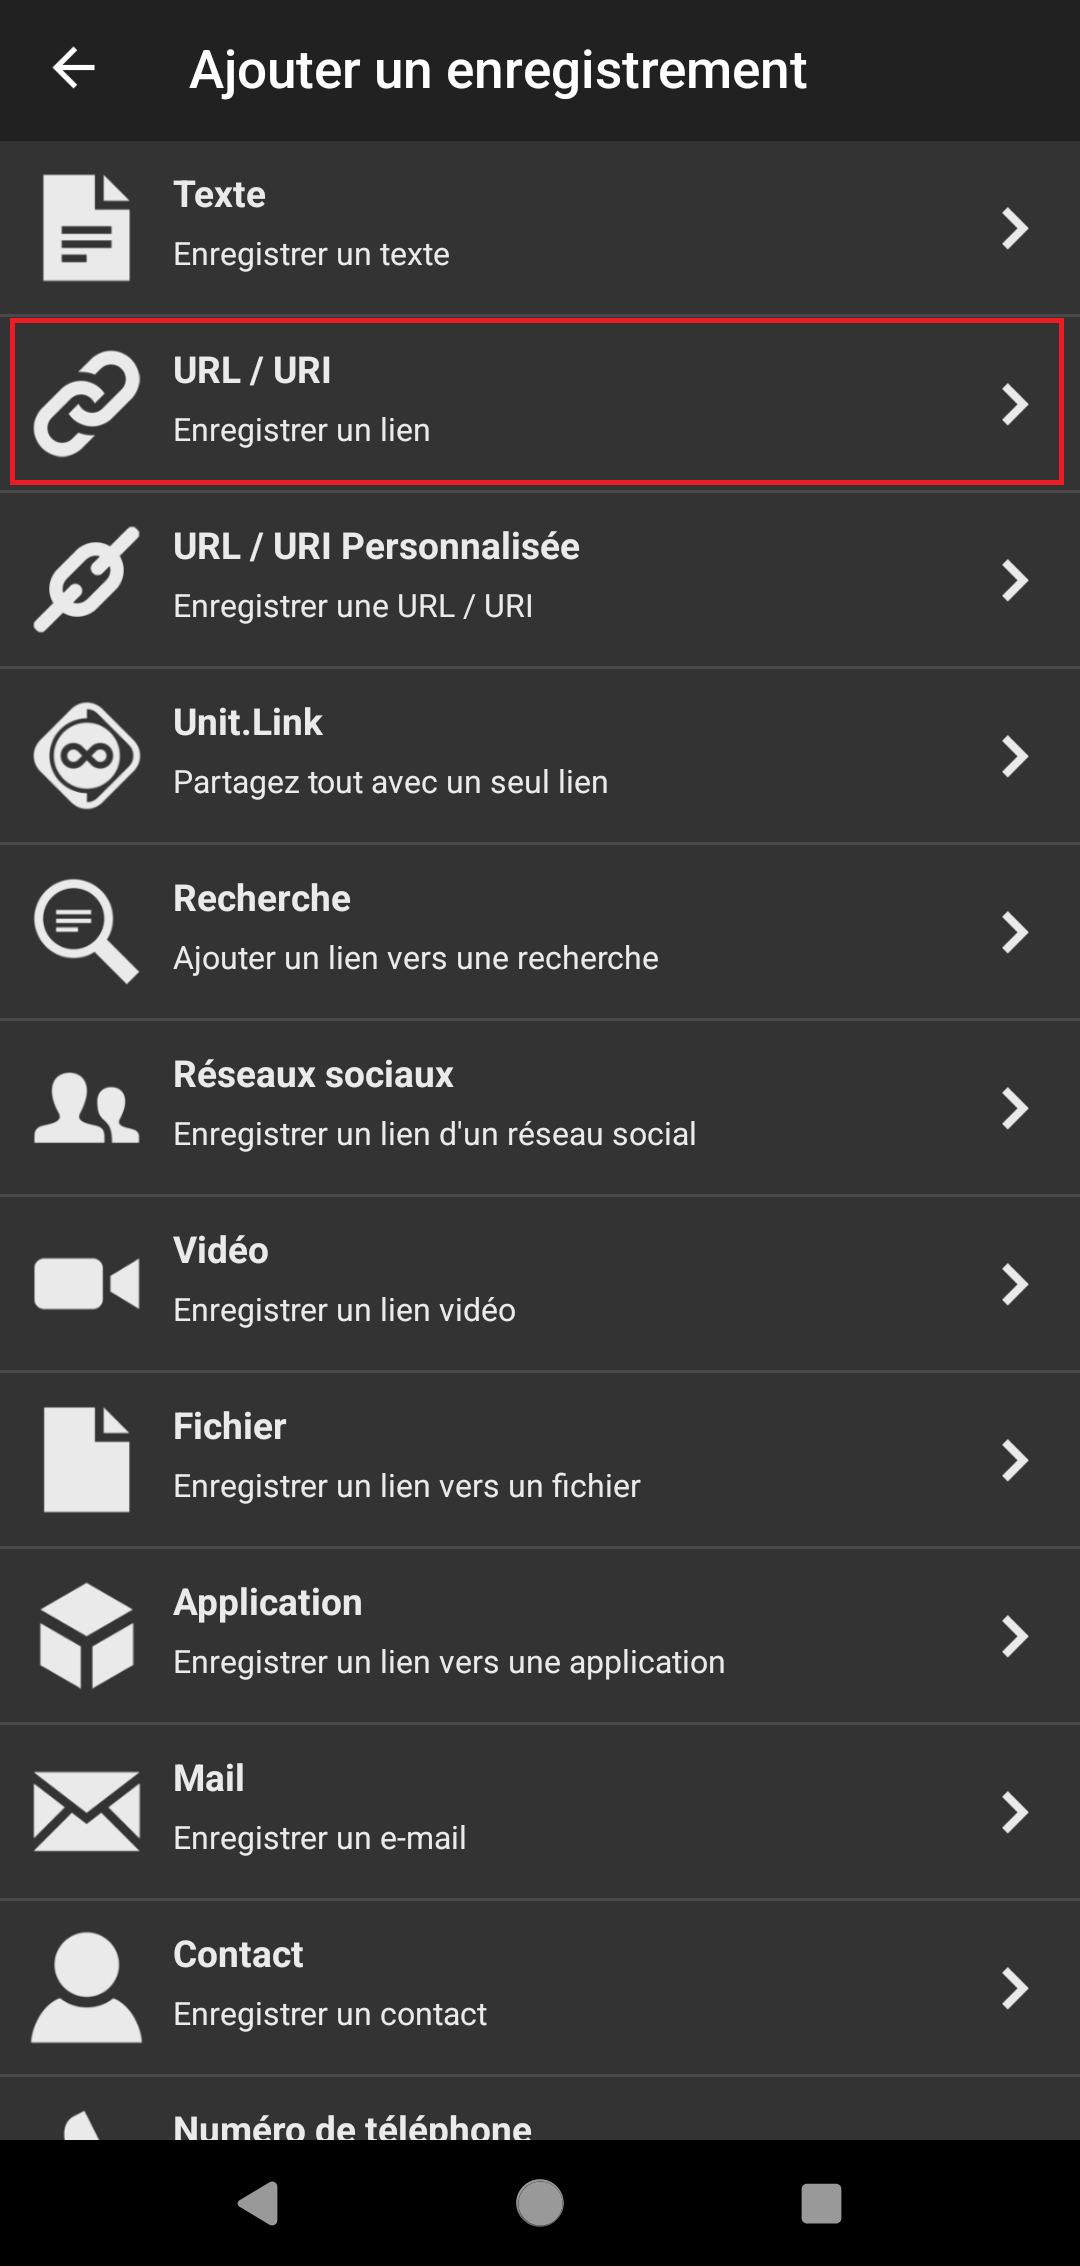 Ajouter un enregistrement
Texte
Enregistrer un texte
URL / URI
Enregistrer un lien
URL / URI Personnalisée
Enregistrer une URL / URI
Unit.Link
Partagez tout avec un seul lien
Recherche
Ajouter un lien vers une recherche
Réseaux sociaux
Enregistrer un lien d'un réseau social
Vidéo
Enregistrer un lien vidéo
Fichier
Enregistrer un lien vers un fichier
Application
Enregistrer un lien vers une application
Mail
Enregistrer un e-mail
Contact
Enregistrer un contact
Numéro de téléphone